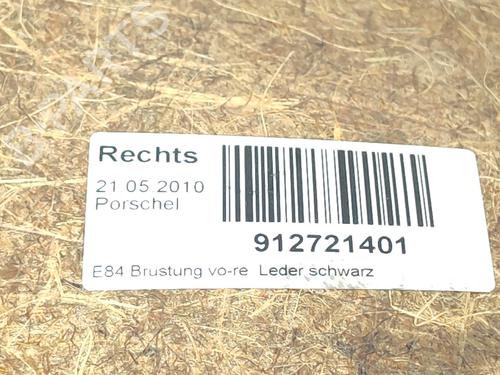 Rechts
21.05.2010
Porschel
912721401
E84 Brustung vo-re Leder schwarz